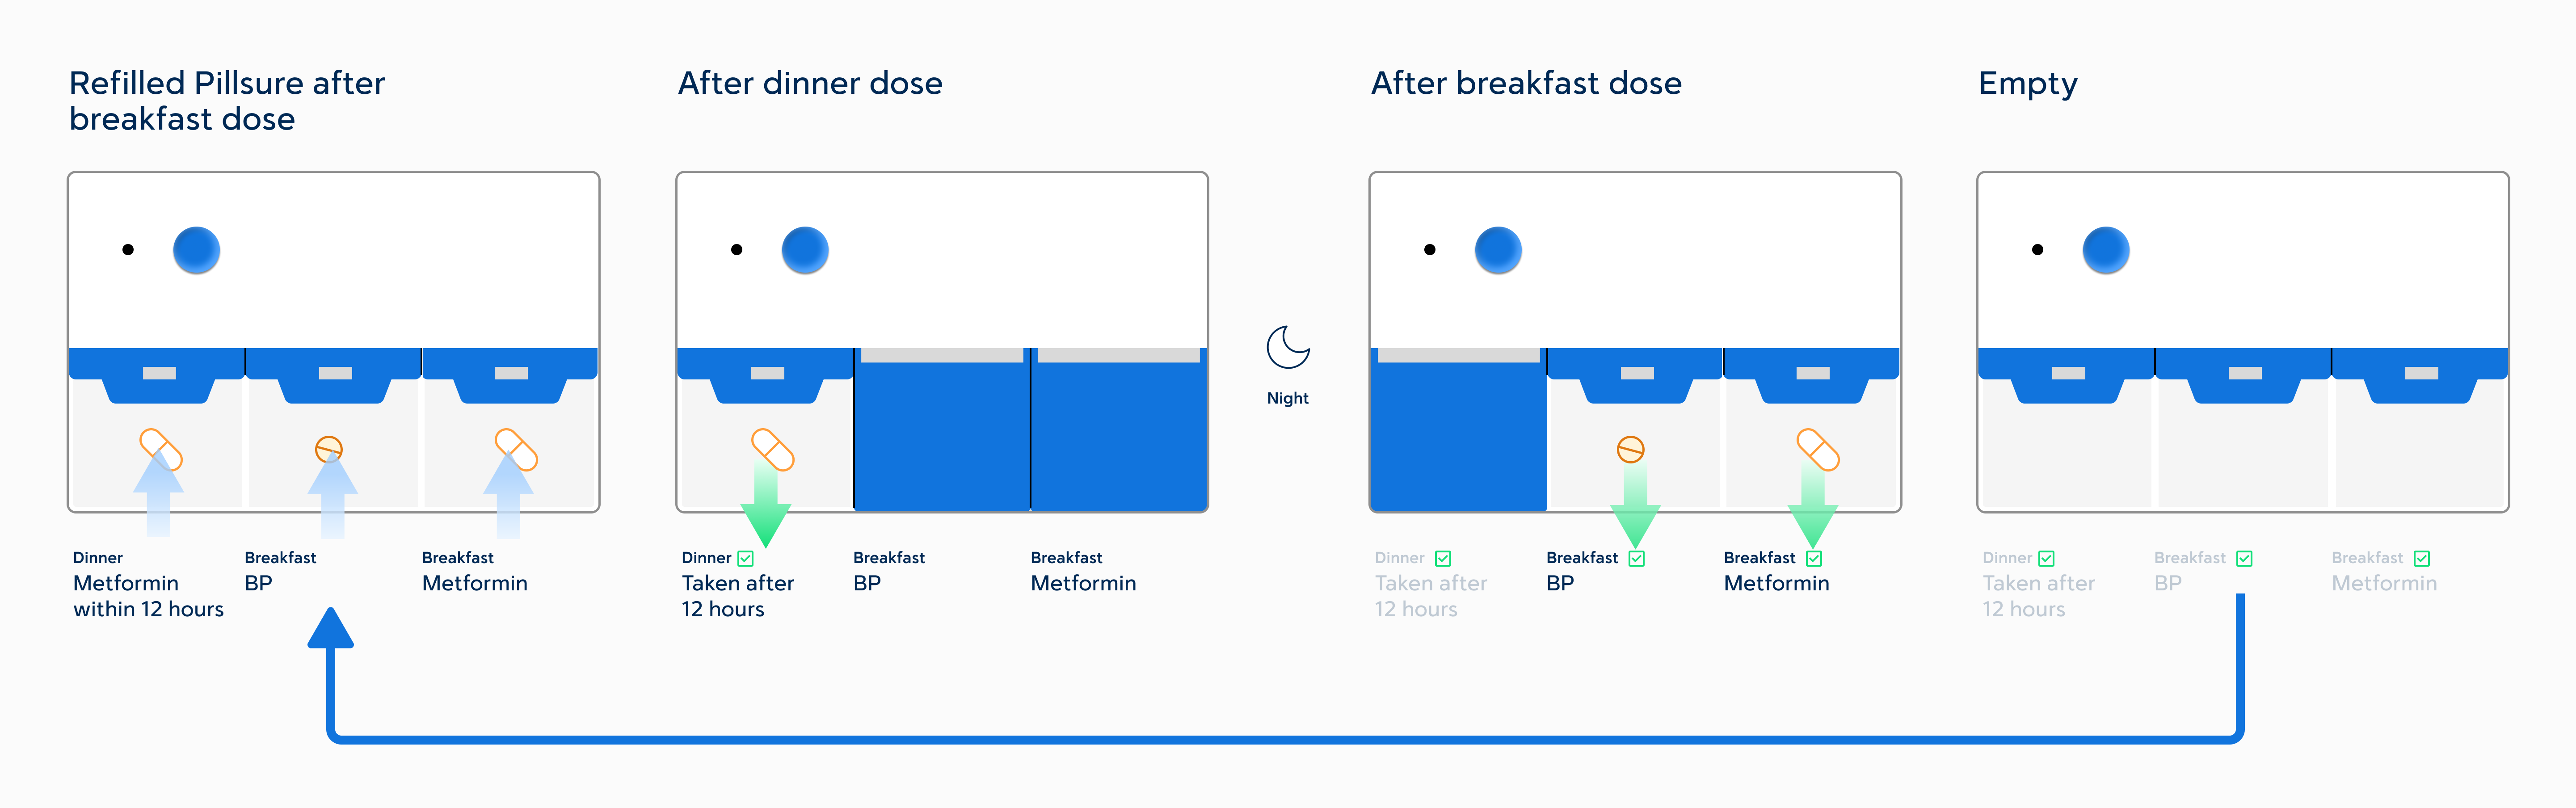 Refilled Pillsure after
breakfast dose
After dinner dose
After breakfast dose
Empty
Night
Dinner
Metformin
within 12 hours
Breakfast
BP
Breakfast
Metformin
Dinner
Taken after
12 hours
Breakfast
BP
Breakfast
Metformin
Dinner
Taken after
12 hours
Breakfast
BP
Breakfast
Metformin
Dinner
Taken after
12 hours
Breakfast
BP
Breakfast
Metformin